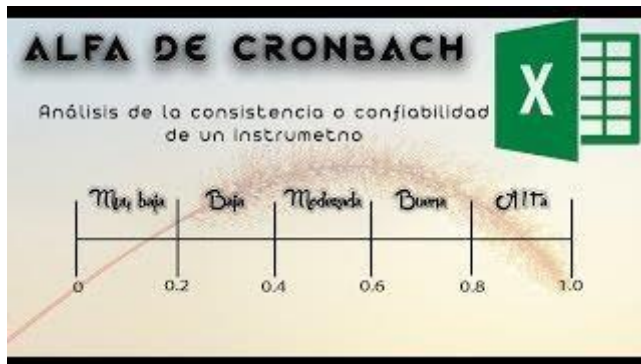 ALFA DE CRONBACH
X
Análisis de la consistencia o confiabilidad
de un instrumetno
Muy baja Baja Moderada Buena Alta
0 0.2 0.4 0.6 0.8 1.0